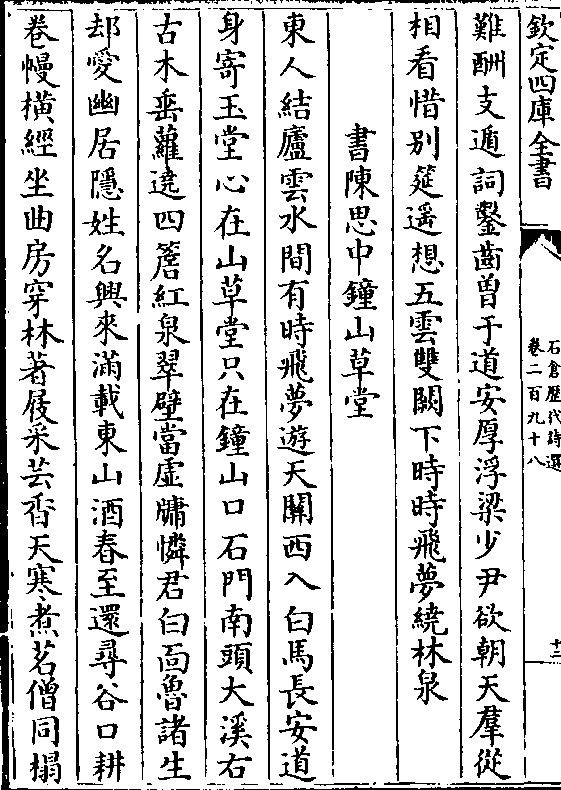 欽定四庫全書
石倉歴代詩選
卷二百九十八
十二
難酬支遁詞鑿齒曽于道安厚浮梁少尹欲朝天羣從
相看惜别筵遥想五雲雙闕下時時飛夢繞林泉
書陳思中鐘山草堂
東人結廬雲水間有時飛夢遊天關西入白馬長安道
身寄玉堂心在山草堂只在鐘山口石門南頭大溪右
古木垂蘿遶四簷紅泉翠壁當虚牖憐君白面魯諸生
却愛幽居隠姓名興來滿載東山酒春至還尋谷口耕
卷幔横經坐曲房穿林著屐采芸香天寒煮茗僧同榻